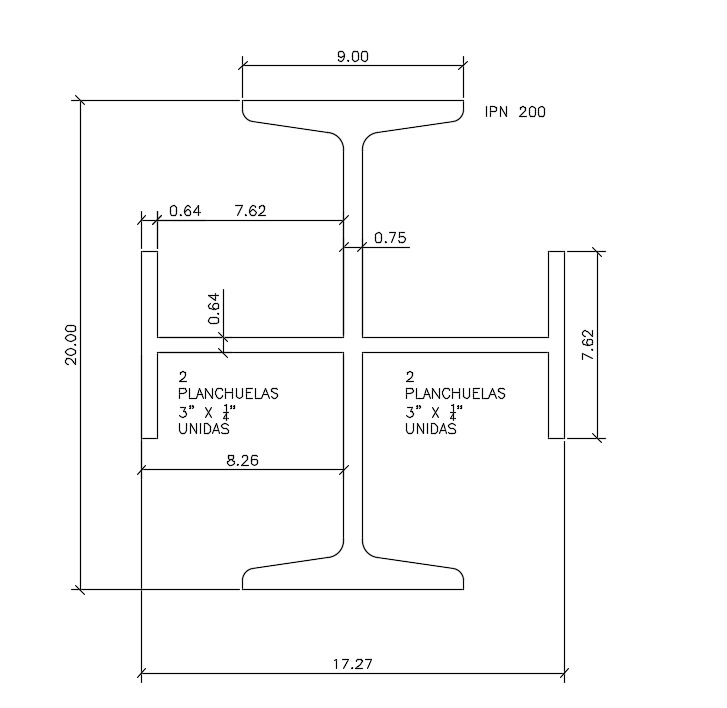 9.00
IPN 200
0.64 7.62
0.75
0.64
20.00
7.62
2
PLANCHUELAS
3" X 1/4"
UNIDAS
2
PLANCHUELAS
3" X 1/4"
UNIDAS
8.26
17.27